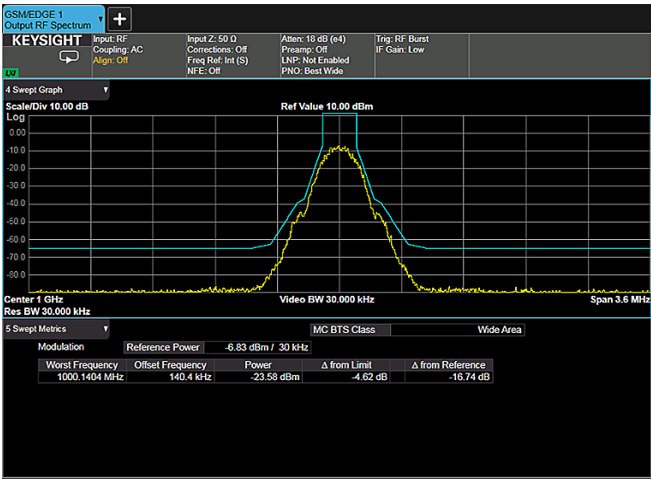 GSM/EDGE 1
Output RF Spectrum
KEYSIGHT
Input: RF
Coupling: AC
Align: Off
Input Z: 50 Ω
Corrections: Off
Freq Ref: Int (S)
NFE: Off
Atten: 18 dB (e4)
Preamp: Off
LNP: Not Enabled
PNO: Best Wide
Trig: RF Burst
IF Gain: Low
4 Swept Graph
Scale/Div 10.00 dB
Ref Value 10.00 dBm
Log
0.00
-10.0
-20.0
-30.0
-40.0
-50.0
-60.0
-70.0
-80.0
Center 1 GHz
Video BW 30.000 kHz
Span 3.6 MHz
Res BW 30.000 kHz
5 Swept Metrics
MC BTS Class Wide Area
Modulation Reference Power -6.83 dBm / 30 kHz
Worst Frequency Offset Frequency Power Δ from Limit Δ from Reference
1000.1404 MHz 140.4 kHz -23.58 dBm -4.62 dB -16.74 dB